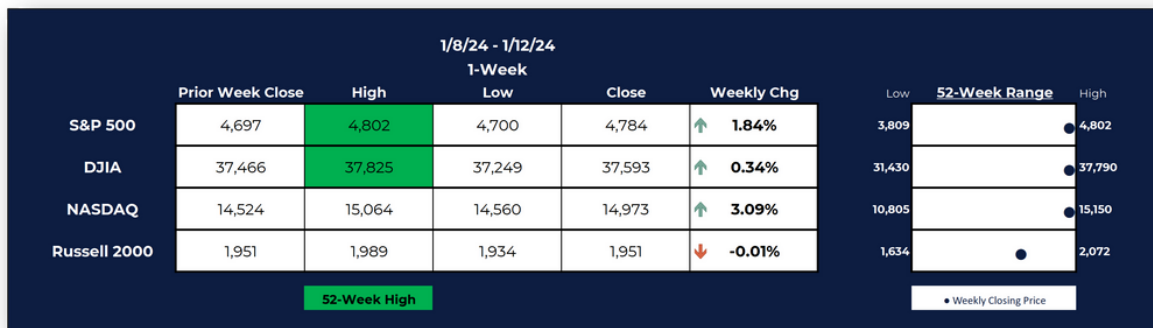 1/8/24 - 1/12/24
1-Week
Prior Week Close High Low Close Weekly Chg Low 52-Week Range High
S&P 500 4,697 4,802 4,700 4,784 1.84% 3,809 4,802
DJIA 37,466 37,825 37,249 37,593 0.34% 31,430 37,790
NASDAQ 14,524 15,064 14,560 14,973 3.09% 10,805 15,150
Russell 2000 1,951 1,989 1,934 1,951 -0.01% 1,634 2,072
52-Week High • Weekly Closing Price